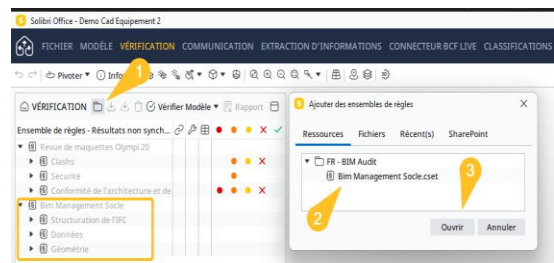 Solibri Office - Demo Cad Equipement 2
FICHIER MODÈLE VÉRIFICATION COMMUNICATION EXTRACTION D'INFORMATIONS CONNECTEUR BCF LIVE CLASSIFICATIONS
1
Pivoter
VÉRIFICATION Vérifier Modèle Rapport
Ensemble de règles - Résultats non synch...
Revue de maquettes Olympi 20
Clashs
Securité
Conformité de l'architecture et de
Bim Management Socle
Structuration de l'IFC
Données
Géométrie
Ajouter des ensembles de règles
Ressources Fichiers Récent(s) SharePoint
FR - BIM Audit
Bim Management Socle.cset
2
3
Ouvrir Annuler